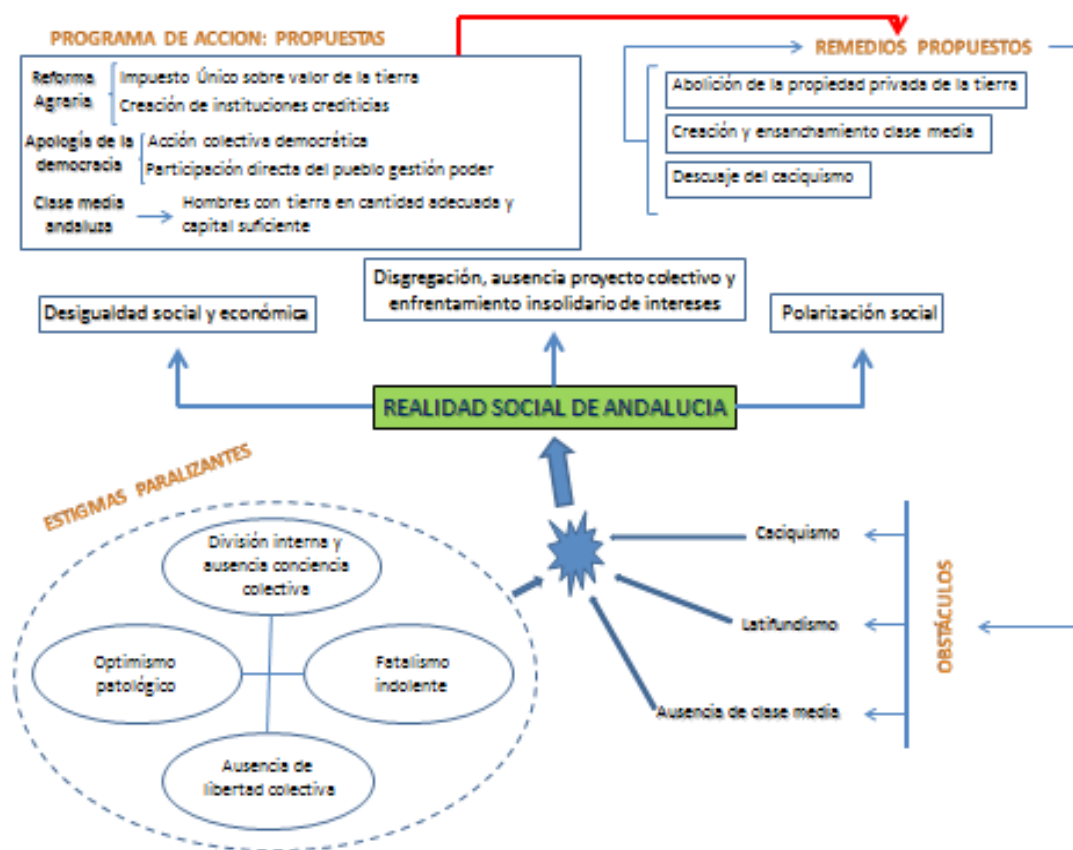 PROGRAMA DE ACCION: PROPUESTAS
Reforma
Agraria
Impuesto Único sobre valor de la tierra
Creación de instituciones crediticias
Apología de la
democracia
Acción colectiva democrática
Participación directa del pueblo gestión poder
Clase media
andaluza
Hombres con tierra en cantidad adecuada y
capital suficiente
REMEDIOS PROPUESTOS
Abolición de la propiedad privada de la tierra
Creación y ensanchamiento clase media
Descuaje del caciquismo
Desigualdad social y económica
Disgregación, ausencia proyecto colectivo y
enfrentamiento insolidario de intereses
Polarización social
REALIDAD SOCIAL DE ANDALUCIA
ESTIGMAS PARALIZANTES
División interna y
ausencia conciencia
colectiva
Optimismo
patológico
Fatalismo
indolente
Ausencia de
libertad colectiva
Caciquismo
Latifundismo
Ausencia de clase media
OBSTÁCULOS